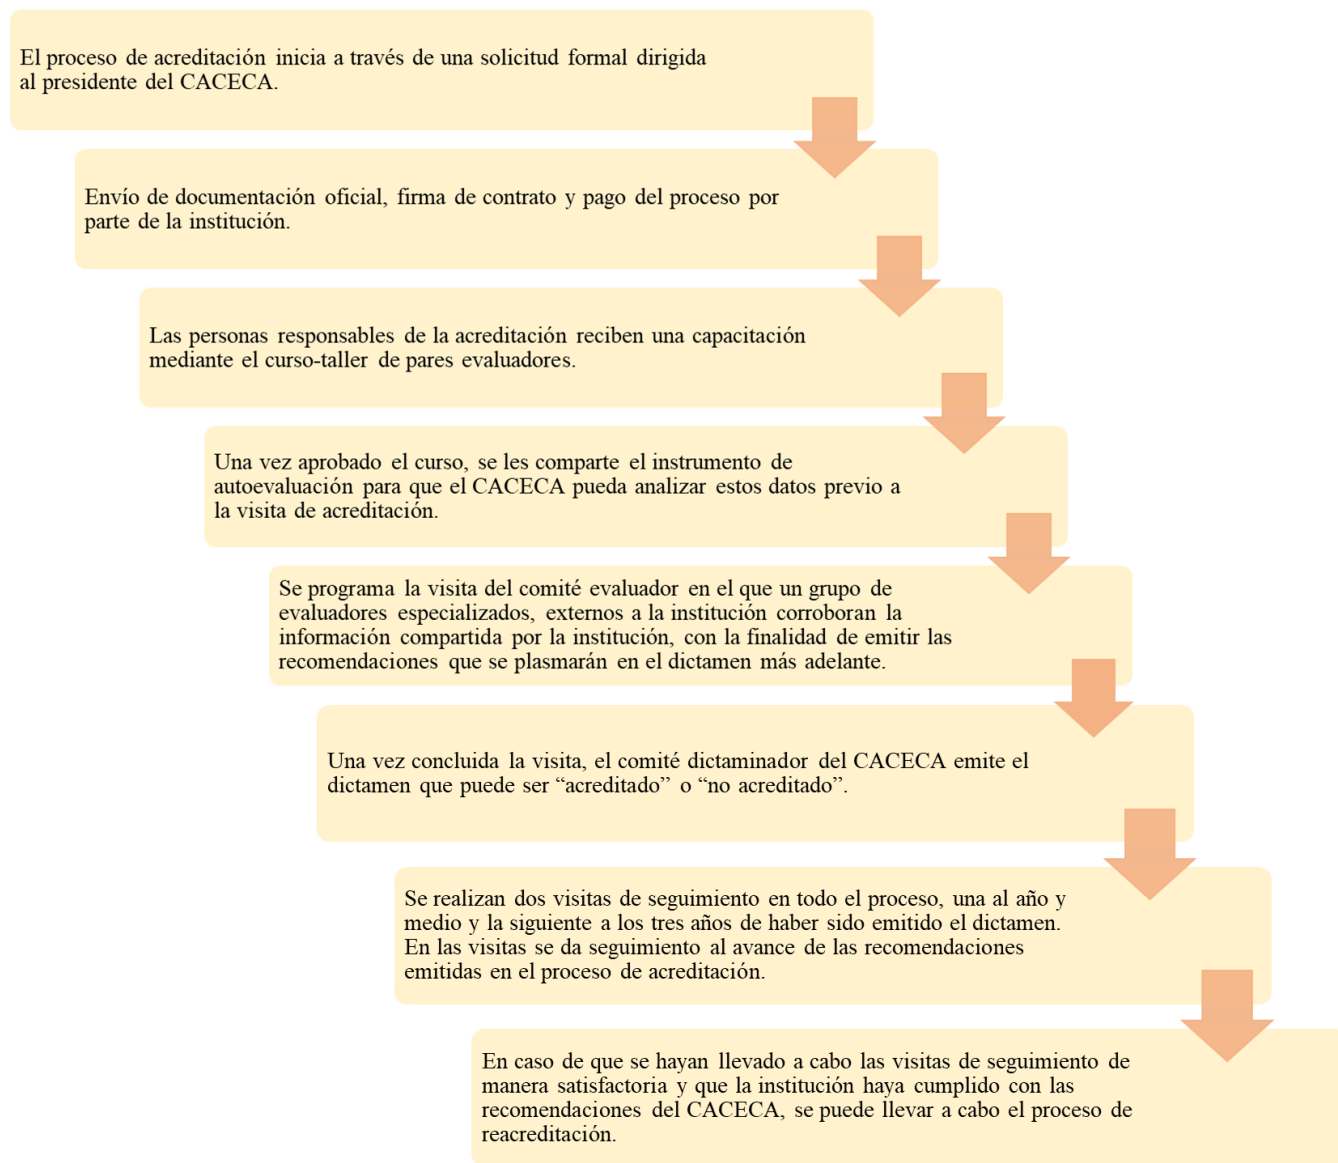 El proceso de acreditación inicia a través de una solicitud formal dirigida
al presidente del CACECA.
Envío de documentación oficial, firma de contrato y pago del proceso por
parte de la institución.
Las personas responsables de la acreditación reciben una capacitación
mediante el curso-taller de pares evaluadores.
Una vez aprobado el curso, se les comparte el instrumento de
autoevaluación para que el CACECA pueda analizar estos datos previo a
la visita de acreditación.
Se programa la visita del comité evaluador en el que un grupo de
evaluadores especializados, externos a la institución corroboran la
información compartida por la institución, con la finalidad de emitir las
recomendaciones que se plasmarán en el dictamen más adelante.
Una vez concluida la visita, el comité dictaminador del CACECA emite el
dictamen que puede ser “acreditado” o “no acreditado”.
Se realizan dos visitas de seguimiento en todo el proceso, una al año y
medio y la siguiente a los tres años de haber sido emitido el dictamen.
En las visitas se da seguimiento al avance de las recomendaciones
emitidas en el proceso de acreditación.
En caso de que se hayan llevado a cabo las visitas de seguimiento de
manera satisfactoria y que la institución haya cumplido con las
recomendaciones del CACECA, se puede llevar a cabo el proceso de
reacreditación.